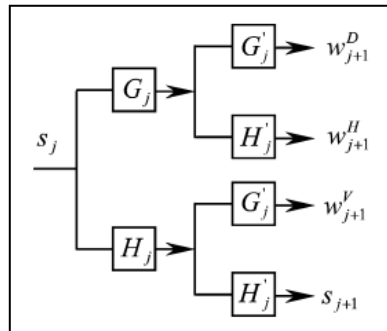 G'_j w^D_{j+1}
G_j
s_j H'_j w^H_{j+1}
G'_j w^V_{j+1}
H_j
H'_j s_{j+1}